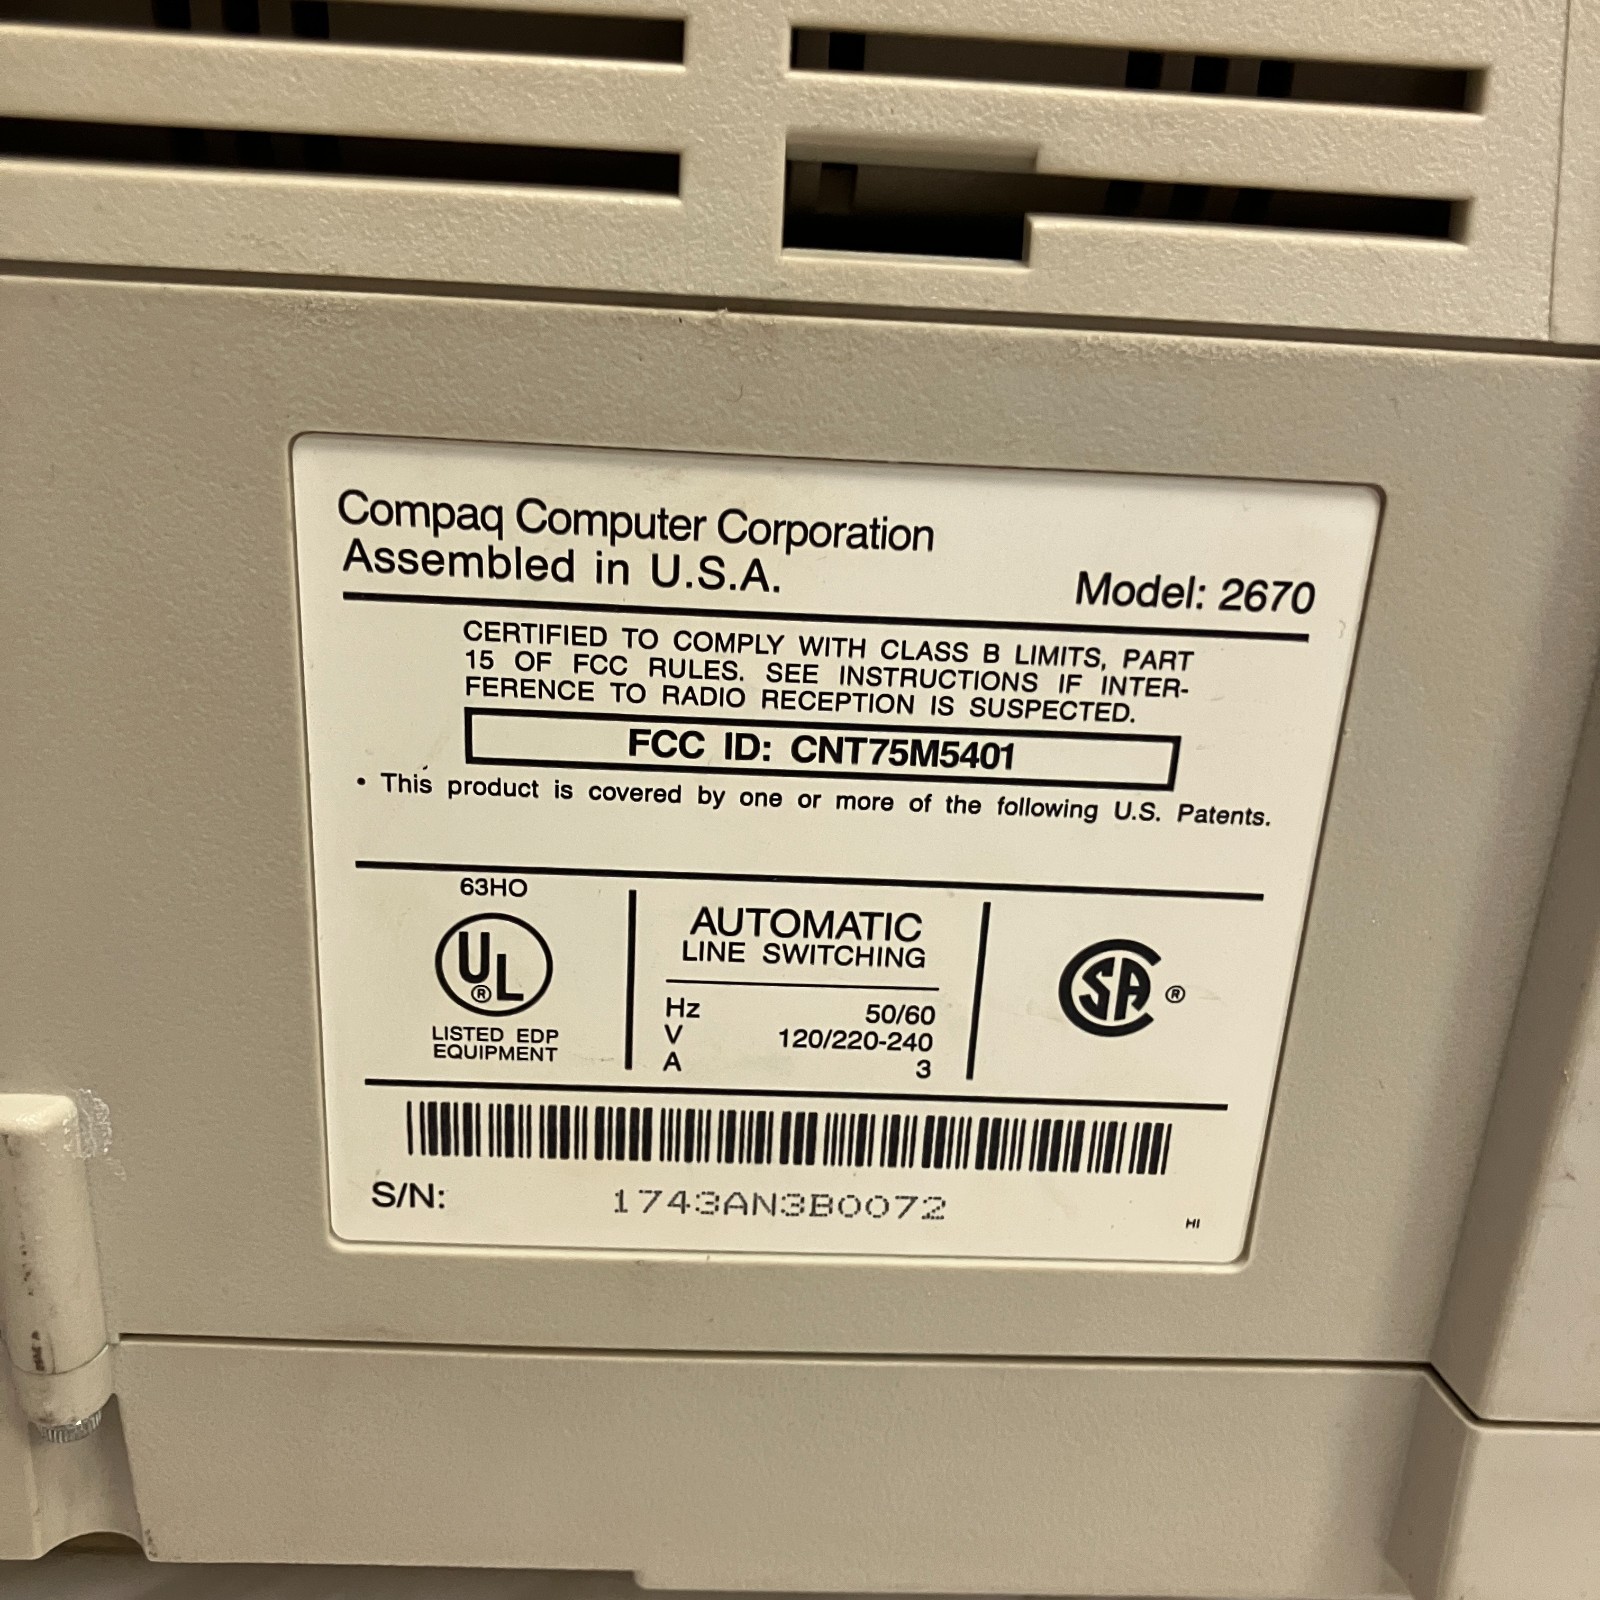 Compaq Computer Corporation
Assembled in U.S.A.
Model: 2670
CERTIFIED TO COMPLY WITH CLASS B LIMITS, PART
15 OF FCC RULES. SEE INSTRUCTIONS IF INTER-
FERENCE TO RADIO RECEPTION IS SUSPECTED.
FCC ID: CNT75M5401
• This product is covered by one or more of the following U.S. Patents.
63HO
UL ®
LISTED EDP
EQUIPMENT
AUTOMATIC
LINE SWITCHING
Hz 50/60
V 120/220-240
A 3
SA ®
S/N: 1743AN3B0072
HI